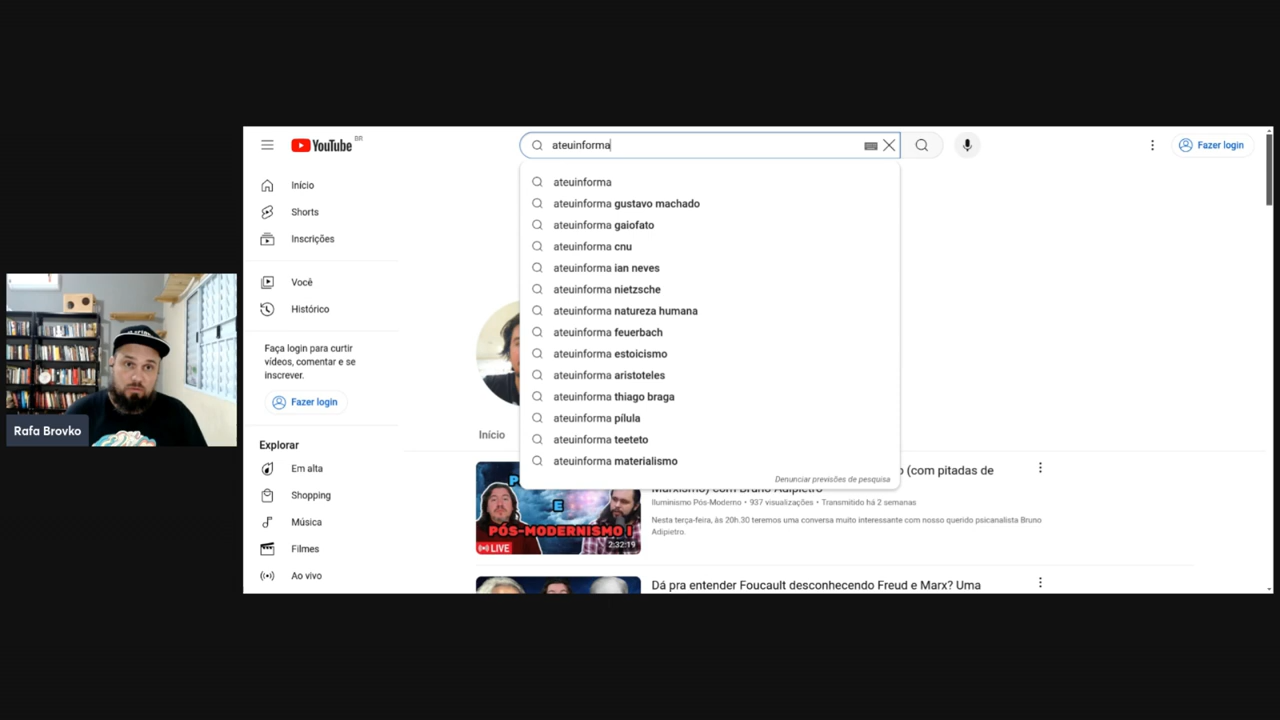 YouTube BR
ateuinforma
Fazer login
Início
Shorts
Inscrições
Você
Histórico
Faça login para curtir
vídeos, comentar e se
inscrever.
Fazer login
Explorar
Em alta
Shopping
Música
Filmes
Ao vivo
ateuinforma
ateuinforma gustavo machado
ateuinforma gaiofato
ateuinforma cnu
ateuinforma ian neves
ateuinforma nietzsche
ateuinforma natureza humana
ateuinforma feuerbach
ateuinforma estoicismo
ateuinforma aristoteles
ateuinforma thiago braga
ateuinforma pílula
ateuinforma teeteto
ateuinforma materialismo
Denunciar previsões de pesquisa
Início
(com pitadas de
Marxismo) com Bruno Adipietro
Iluminismo Pós-Moderno • 937 visualizações • Transmitido há 2 semanas
Nesta terça-feira, às 20h.30 teremos uma conversa muito interessante com nosso querido psicanalista Bruno
Adipietro.
E
PÓS-MODERNISMO I
LIVE
2:32:19
Dá pra entender Foucault desconhecendo Freud e Marx? Uma
Rafa Brovko